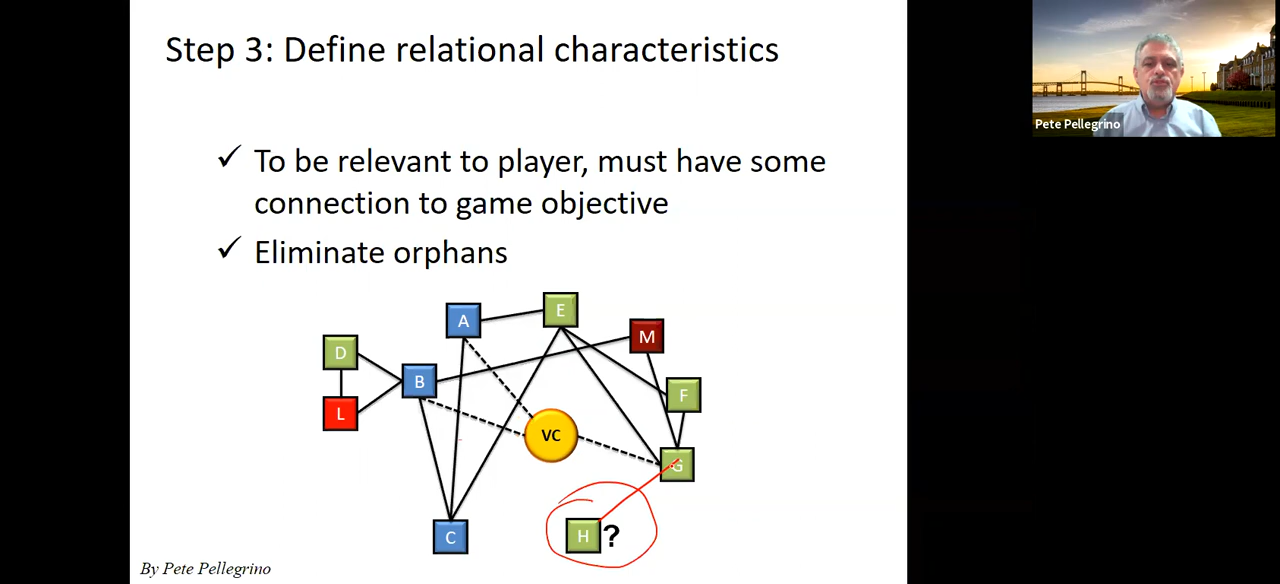 Step 3: Define relational characteristics
Pete Pellegrino
✓ To be relevant to player, must have some
connection to game objective
✓ Eliminate orphans
A
E
M
D
B
F
L
VC
G
C
H ?
By Pete Pellegrino